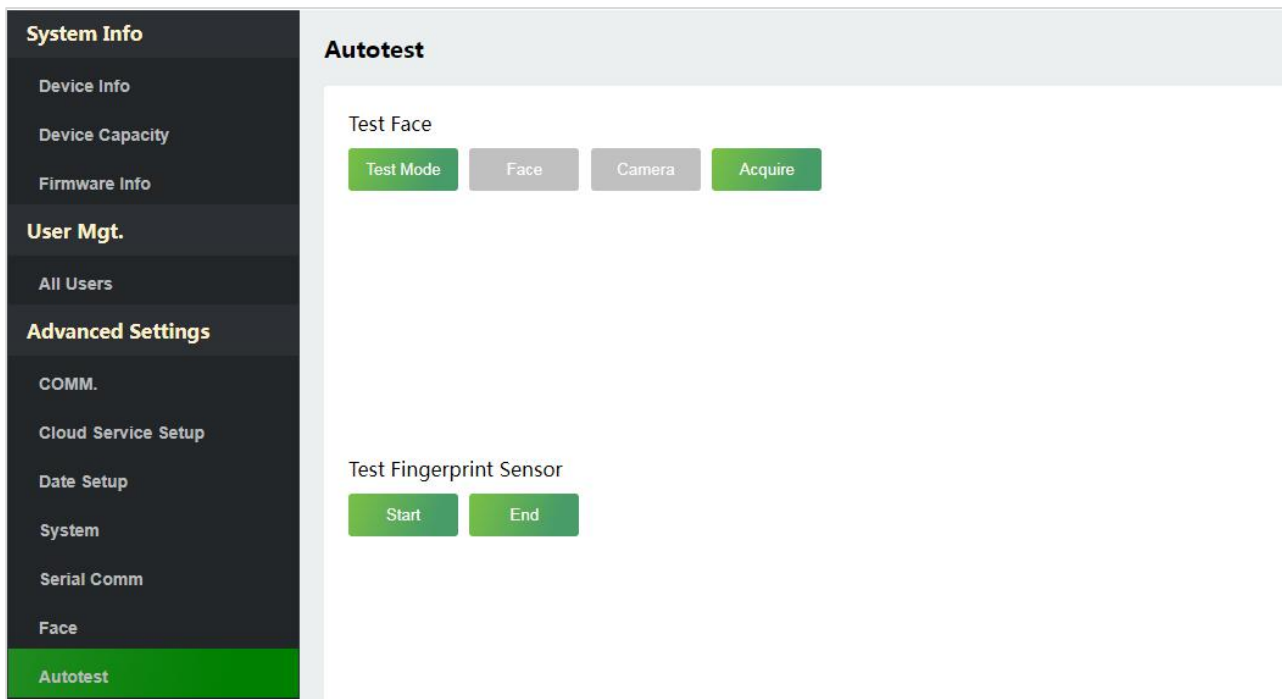 System Info
Device Info
Device Capacity
Firmware Info
User Mgt.
All Users
Advanced Settings
COMM.
Cloud Service Setup
Date Setup
System
Serial Comm
Face
Autotest
Autotest
Test Face
Test Mode Face Camera Acquire
Test Fingerprint Sensor
Start End